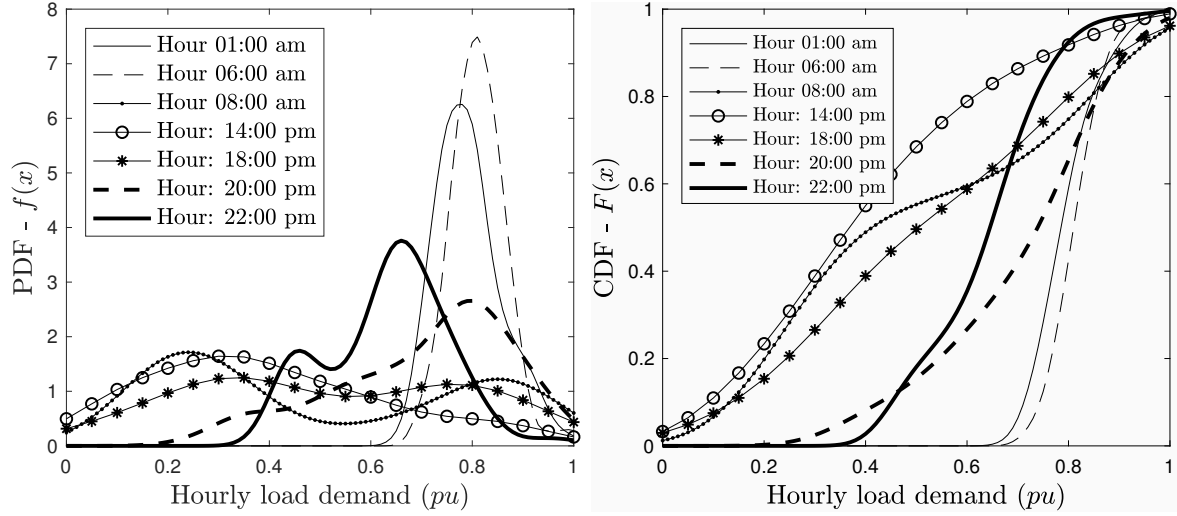 8
7
6
5
4
3
2
1
0
PDF - f(x)
Hour 01:00 am
Hour 06:00 am
Hour 08:00 am
Hour: 14:00 pm
Hour: 18:00 pm
Hour: 20:00 pm
Hour: 22:00 pm
0 0.2 0.4 0.6 0.8 1
Hourly load demand (pu)
1
0.8
0.6
0.4
0.2
0
CDF - F(x)
Hour 01:00 am
Hour 06:00 am
Hour 08:00 am
Hour: 14:00 pm
Hour: 18:00 pm
Hour: 20:00 pm
Hour: 22:00 pm
0 0.2 0.4 0.6 0.8 1
Hourly load demand (pu)